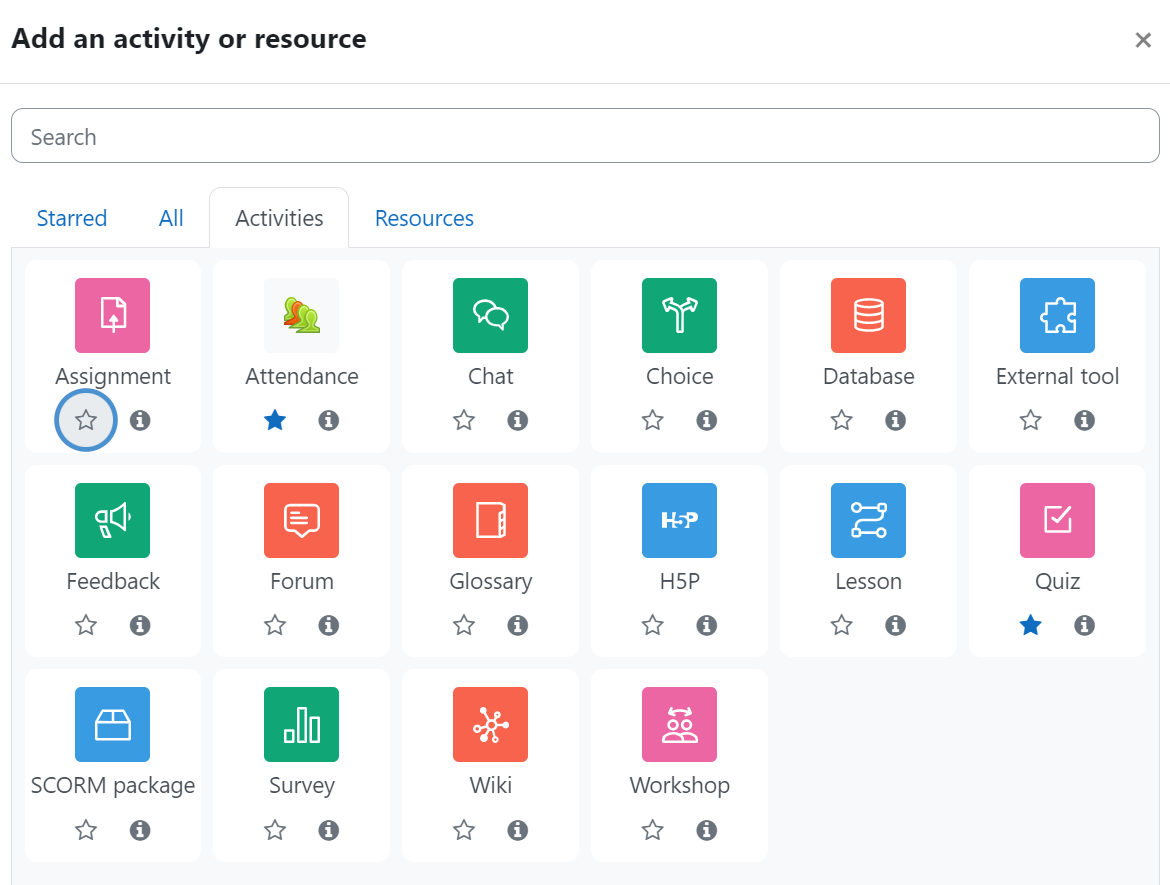 Add an activity or resource
Search
Starred All Activities Resources
Assignment Attendance Chat Choice Database External tool
H5P
Feedback Forum Glossary H5P Lesson Quiz
SCORM package Survey Wiki Workshop